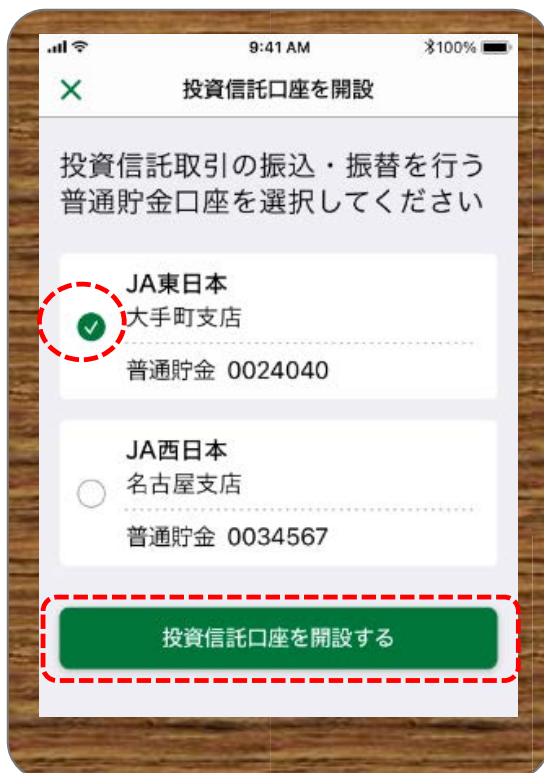 9:41 AM
100%
投資信託口座を開設
投資信託取引の振込・振替を行う
普通貯金口座を選択してください
JA東日本
大手町支店
普通貯金 0024040
JA西日本
名古屋支店
普通貯金 0034567
投資信託口座を開設する